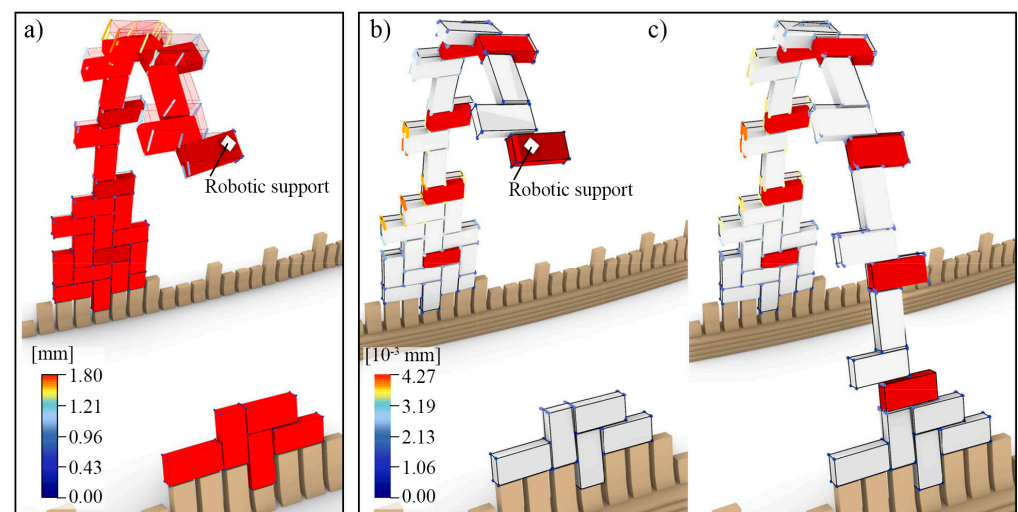 a)
Robotic support
[mm]
1.80
1.21
0.96
0.43
0.00
b)
Robotic support
[10⁻³ mm]
4.27
3.19
2.13
1.06
0.00
c)